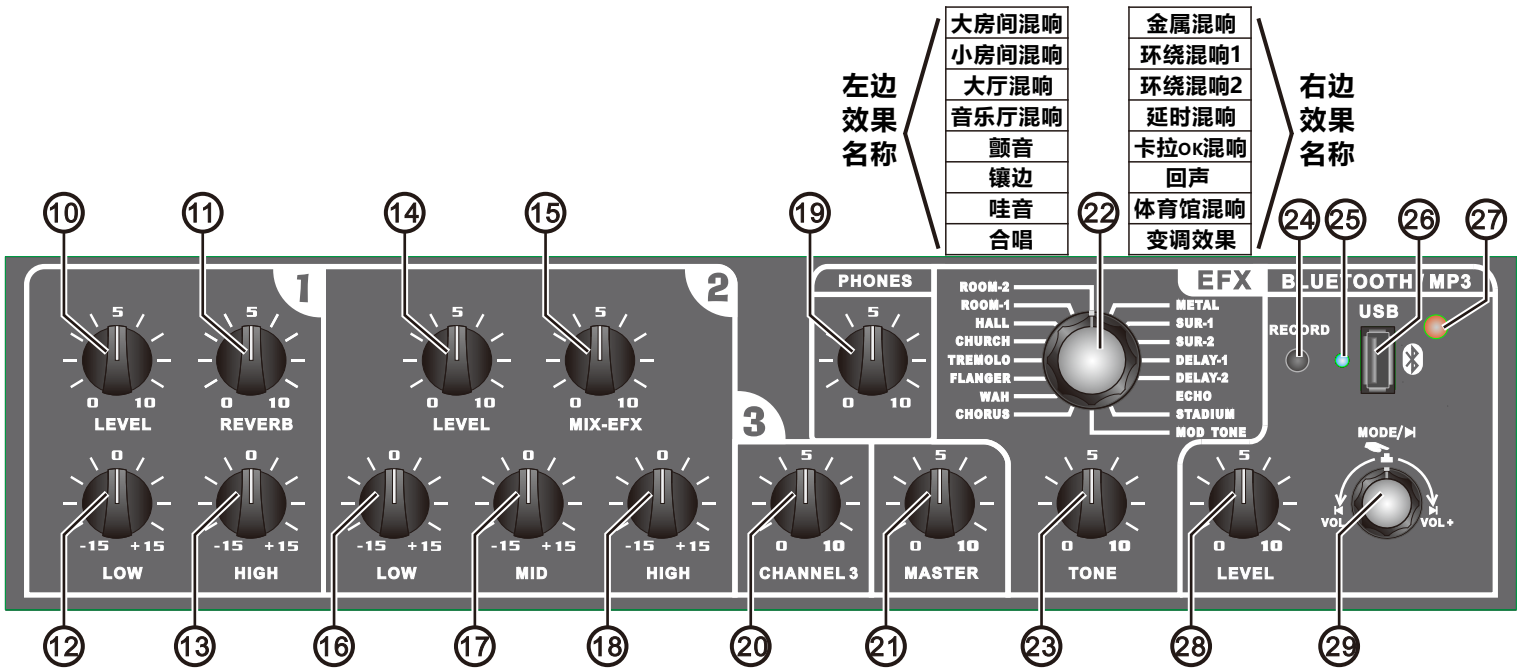 左边
效果
名称
大房间混响
小房间混响
大厅混响
音乐厅混响
颤音
镶边
哇音
合唱
金属混响
环绕混响1
环绕混响2
延时混响
卡拉OK混响
回声
体育馆混响
变调效果
右边
效果
名称
10 11 14 15 19 22 24 25 26 27
1
5
0 10
LEVEL
5
0 10
REVERB
0
-15 +15
LOW
0
-15 +15
HIGH
2
5
0 10
LEVEL
5
0 10
MIX-EFX
0
-15 +15
LOW
0
-15 +15
MID
0
-15 +15
HIGH
3
5
0 10
CHANNEL 3
5
0 10
MASTER
PHONES
5
0 10
EFX
ROOM-2
ROOM-1
HALL
CHURCH
TREMOLO
FLANGER
WAH
CHORUS
METAL
SUR-1
SUR-2
DELAY-1
DELAY-2
ECHO
STADIUM
MOD TONE
5
0 10
TONE
BLUETOOTH / MP3
USB
RECORD
5
0 10
LEVEL
MODE/
VOL
VOL +
12 13 16 17 18 20 21 23 28 29